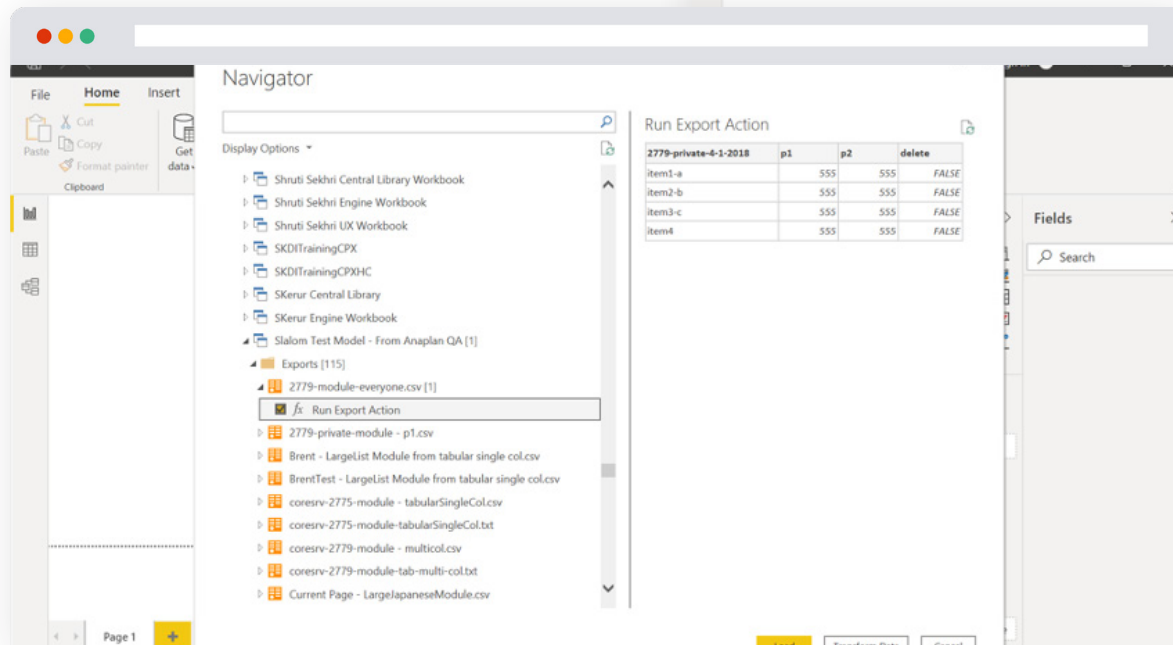 Navigator
File
Home
Insert
Cut
Paste
Copy
Format painter
Clipboard
Get
data
Display Options
Shruti Sekhri Central Library Workbook
Shruti Sekhri Engine Workbook
Shruti Sekhri UX Workbook
SKDITrainingCPX
SKDITrainingCPXHC
SKerur Central Library
SKerur Engine Workbook
Slalom Test Model - From Anaplan QA [1]
Exports [115]
2779-module-everyone.csv [1]
fx Run Export Action
2779-private-module - p1.csv
Brent - LargeList Module from tabular single col.csv
BrentTest - LargeList Module from tabular single col.csv
coresrv-2775-module - tabularSingleCol.csv
coresrv-2775-module-tabularSingleCol.txt
coresrv-2779-module - multicol.csv
coresrv-2779-module-tab-multi-col.txt
Current Page - LargeJapaneseModule.csv
Run Export Action
2779-private-4-1-2018 p1 p2 delete
item1-a 555 555 FALSE
item2-b 555 555 FALSE
item3-c 555 555 FALSE
item4 555 555 FALSE
Fields
Search
Page 1